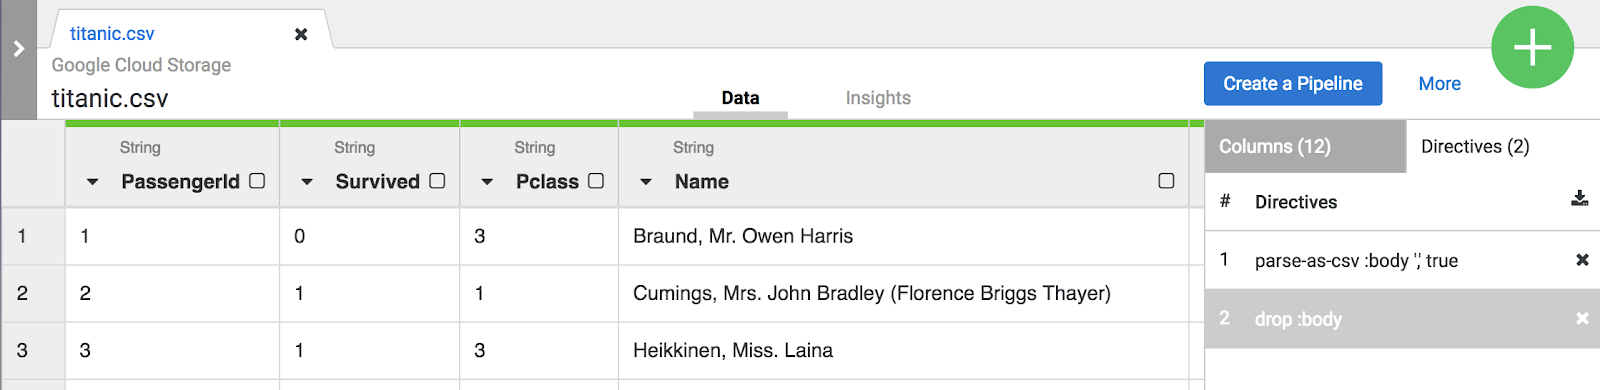 titanic.csv
Google Cloud Storage
titanic.csv
Data
Insights
Create a Pipeline
More
String String String String
PassengerId Survived Pclass Name
1 1 0 3 Braund, Mr. Owen Harris
2 2 1 1 Cumings, Mrs. John Bradley (Florence Briggs Thayer)
3 3 1 3 Heikkinen, Miss. Laina
Columns (12) Directives (2)
# Directives
1 parse-as-csv :body ',' true
2 drop :body